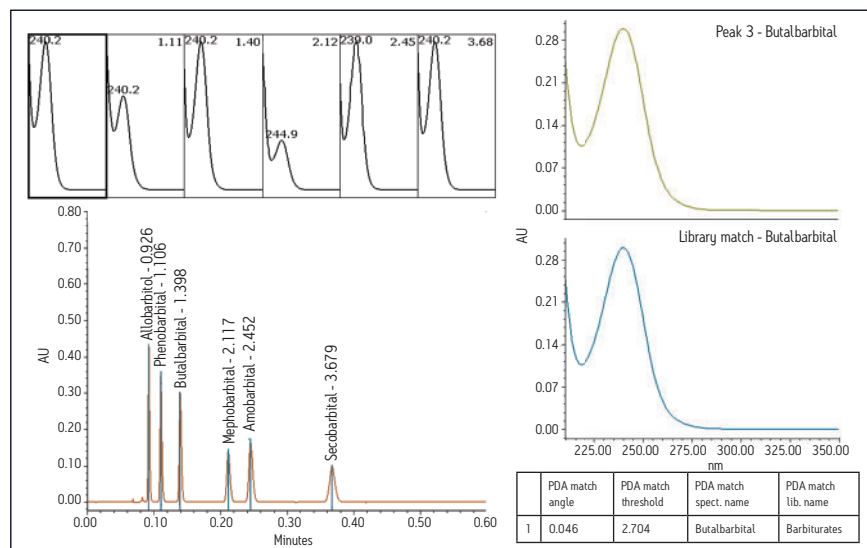 240.2 1.11 240.2 1.40 2.12 239.0 2.45 240.2 3.68
240.2
244.9
0.80
0.70
0.60
0.50
0.40
0.30
0.20
0.10
0.00
AU
Allobarbitol - 0.926
Phenobarbital - 1.106
Butalbarbital - 1.398
Mephobarbital - 2.117
Amobarbital - 2.452
Secobarbital - 3.679
0.00 0.10 0.20 0.30 0.40 0.50 0.60
Minutes
Peak 3 - Butalbarbital
0.28
0.21
0.14
0.07
0.00
AU
Library match - Butalbarbital
0.28
0.21
0.14
0.07
0.00
225.00 250.00 275.00 300.00 325.00 350.00
nm
PDA match PDA match PDA match PDA match
angle threshold spect. name lib. name
1 0.046 2.704 Butalbarbital Barbiturates